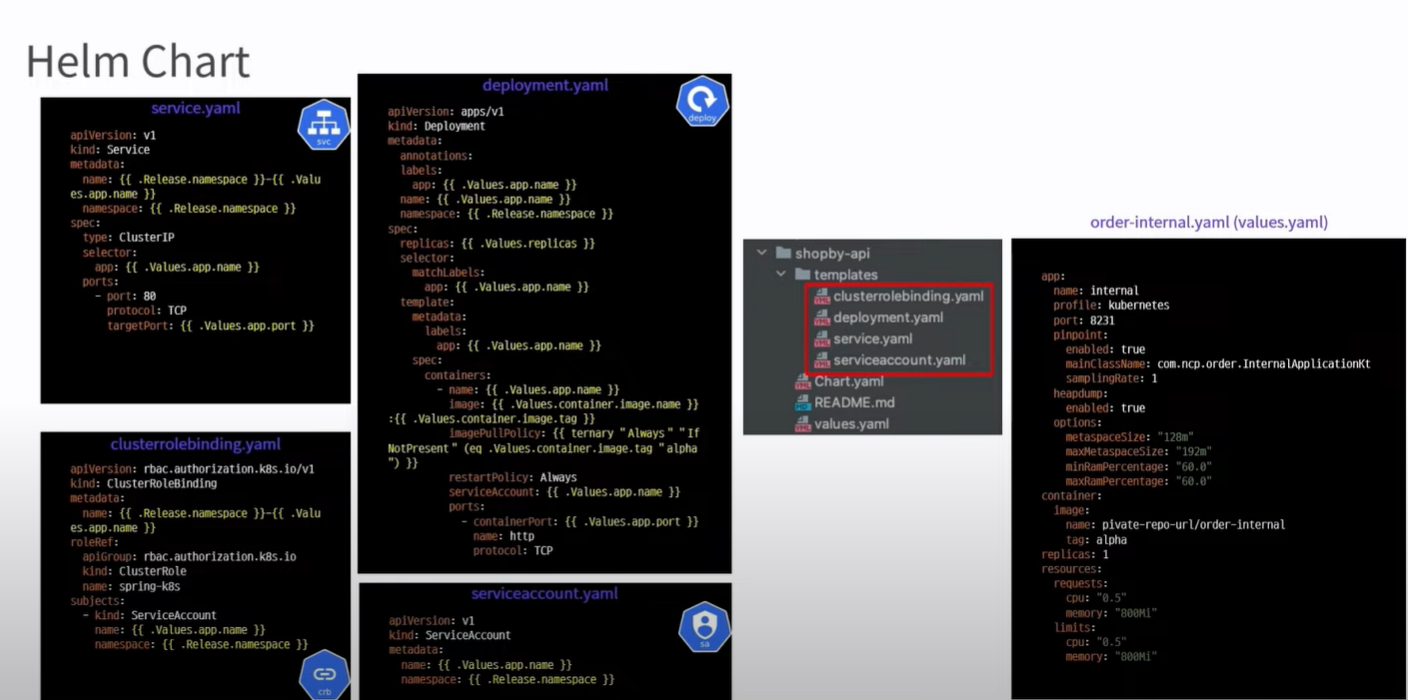 Helm Chart
service.yaml
svc
apiVersion: v1
kind: Service
metadata:
name: {{ .Release.namespace }}-{{ .Valu
es.app.name }}
namespace: {{ .Release.namespace }}
spec:
type: ClusterIP
selector:
app: {{ .Values.app.name }}
ports:
- port: 80
protocol: TCP
targetPort: {{ .Values.app.port }}
clusterrolebinding.yaml
apiVersion: rbac.authorization.k8s.io/v1
kind: ClusterRoleBinding
metadata:
name: {{ .Release.namespace }}-{{ .Valu
es.app.name }}
roleRef:
apiGroup: rbac.authorization.k8s.io
kind: ClusterRole
name: spring-k8s
subjects:
- kind: ServiceAccount
name: {{ .Values.app.name }}
namespace: {{ .Release.namespace }}
crb
deployment.yaml
deploy
apiVersion: apps/v1
kind: Deployment
metadata:
annotations:
labels:
app: {{ .Values.app.name }}
name: {{ .Values.app.name }}
namespace: {{ .Release.namespace }}
spec:
replicas: {{ .Values.replicas }}
selector:
matchLabels:
app: {{ .Values.app.name }}
template:
metadata:
labels:
app: {{ .Values.app.name }}
spec:
containers:
- name: {{ .Values.app.name }}
image: {{ .Values.container.image.name }}
:{{ .Values.container.image.tag }}
imagePullPolicy: {{ ternary "Always" "If
NotPresent" (eq .Values.container.image.tag "alpha
") }}
restartPolicy: Always
serviceAccount: {{ .Values.app.name }}
ports:
- containerPort: {{ .Values.app.port }}
name: http
protocol: TCP
serviceaccount.yaml
sa
apiVersion: v1
kind: ServiceAccount
metadata:
name: {{ .Values.app.name }}
namespace: {{ .Release.namespace }}
shopby-api
templates
clusterrolebinding.yaml
deployment.yaml
service.yaml
serviceaccount.yaml
Chart.yaml
README.md
values.yaml
order-internal.yaml (values.yaml)
app:
name: internal
profile: kubernetes
port: 8231
pinpoint:
enabled: true
mainClassName: com.ncp.order.InternalApplicationKt
samplingRate: 1
heapdump:
enabled: true
options:
metaspaceSize: "128m"
maxMetaspaceSize: "192m"
minRamPercentage: "60.0"
maxRamPercentage: "60.0"
container:
image:
name: pivate-repo-url/order-internal
tag: alpha
replicas: 1
resources:
requests:
cpu: "0.5"
memory: "800Mi"
limits:
cpu: "0.5"
memory: "800Mi"